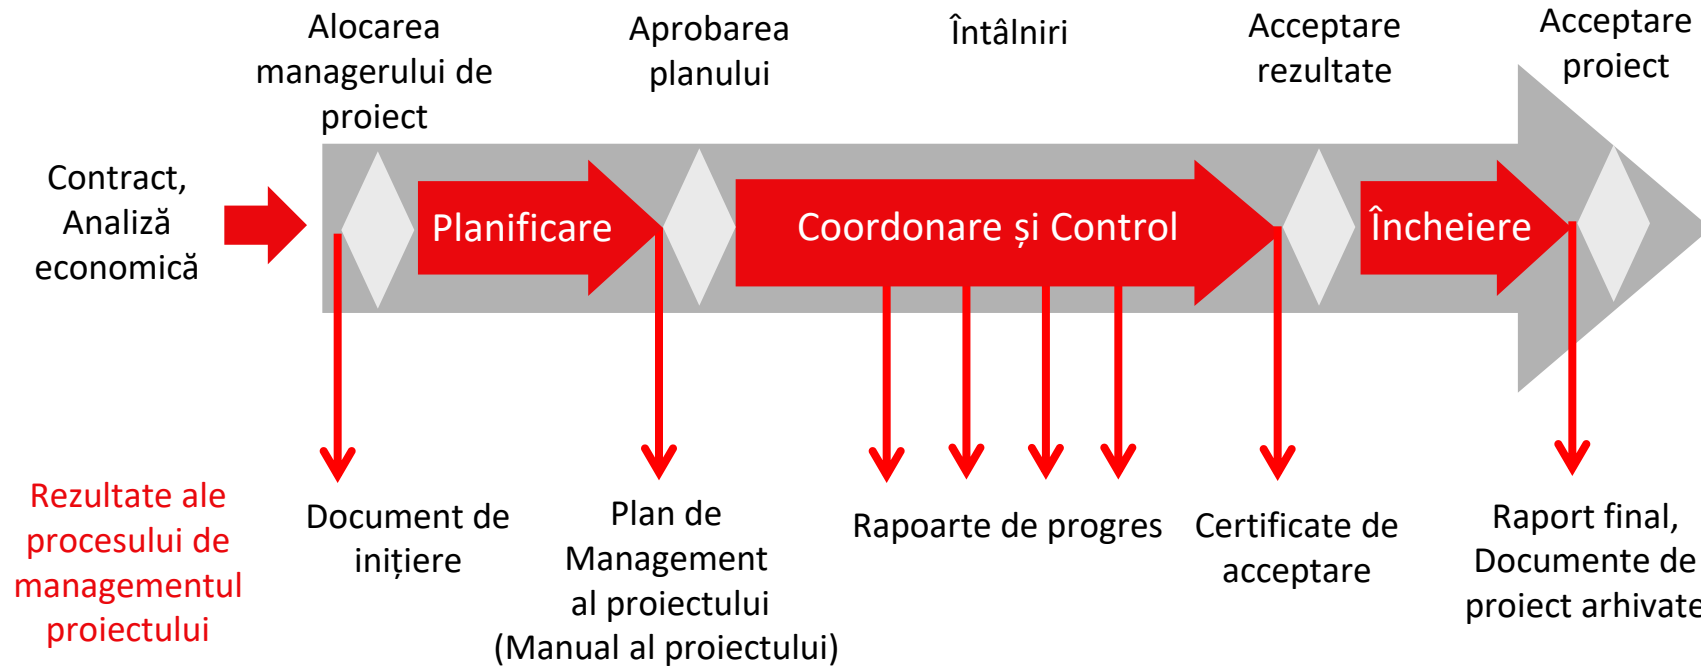 Alocarea
managerului de
proiect
Aprobarea
planului
Întâlniri
Acceptare
rezultate
Acceptare
proiect
Contract,
Analiză
economică
Planificare
Coordonare și Control
Încheiere
Rezultate ale
procesului de
managementul
proiectului
Document de
inițiere
Plan de
Management
al proiectului
(Manual al proiectului)
Rapoarte de progres
Certificate de
acceptare
Raport final,
Documente de
proiect arhivate